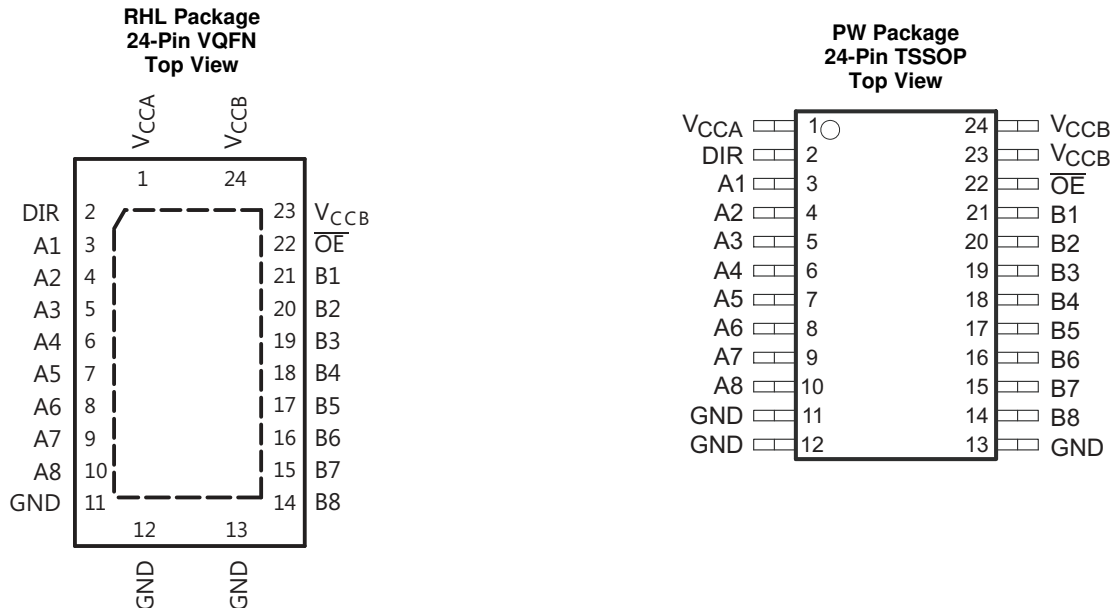 RHL Package
24-Pin VQFN
Top View
VCCA
VCCB
1 24
DIR 2 23 VCCB
A1 3 22 OE
A2 4 21 B1
A3 5 20 B2
A4 6 19 B3
A5 7 18 B4
A6 8 17 B5
A7 9 16 B6
A8 10 15 B7
GND 11 14 B8
12 13
GND GND
PW Package
24-Pin TSSOP
Top View
VCCA 1 24 VCCB
DIR 2 23 VCCB
A1 3 22 OE
A2 4 21 B1
A3 5 20 B2
A4 6 19 B3
A5 7 18 B4
A6 8 17 B5
A7 9 16 B6
A8 10 15 B7
GND 11 14 B8
GND 12 13 GND